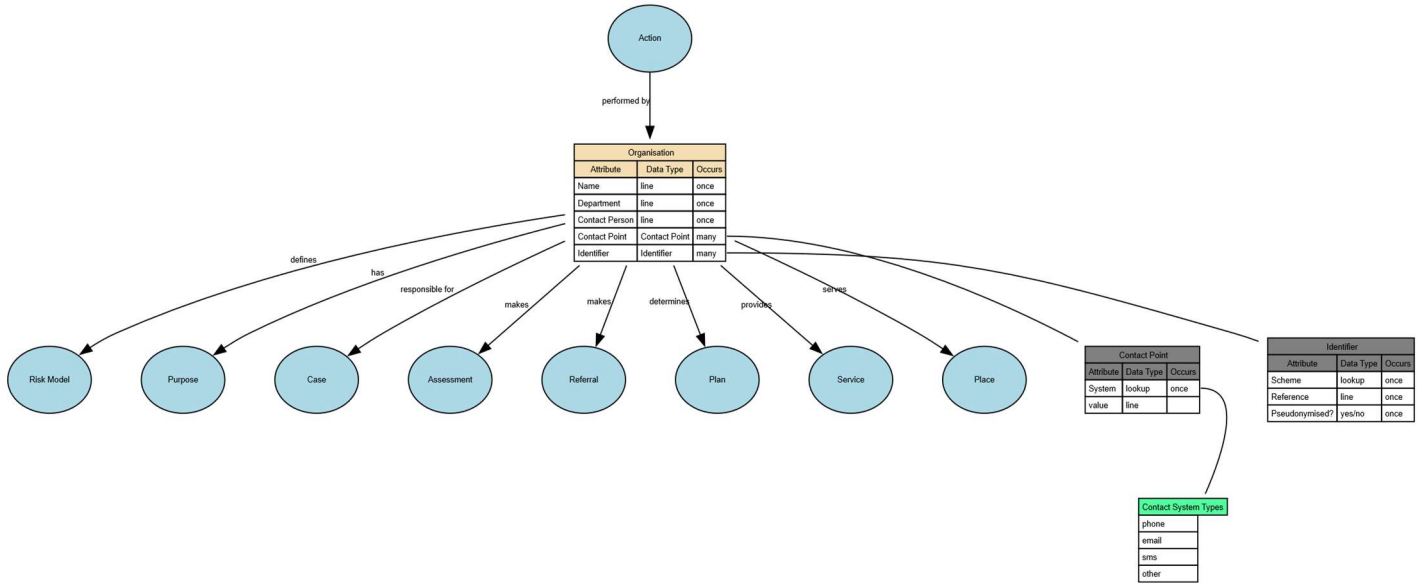 Action
performed by
Organisation
Attribute Data Type Occurs
Name line once
Department line once
Contact Person line once
Contact Point Contact Point many
Identifier Identifier many
defines
has
responsible for
makes
makes
determines
provides
serves
Risk Model
Purpose
Case
Assessment
Referral
Plan
Service
Place
Contact Point
Attribute Data Type Occurs
System lookup once
value line
Identifier
Attribute Data Type Occurs
Scheme lookup once
Reference line once
Pseudonymised? yes/no once
Contact System Types
phone
email
sms
other